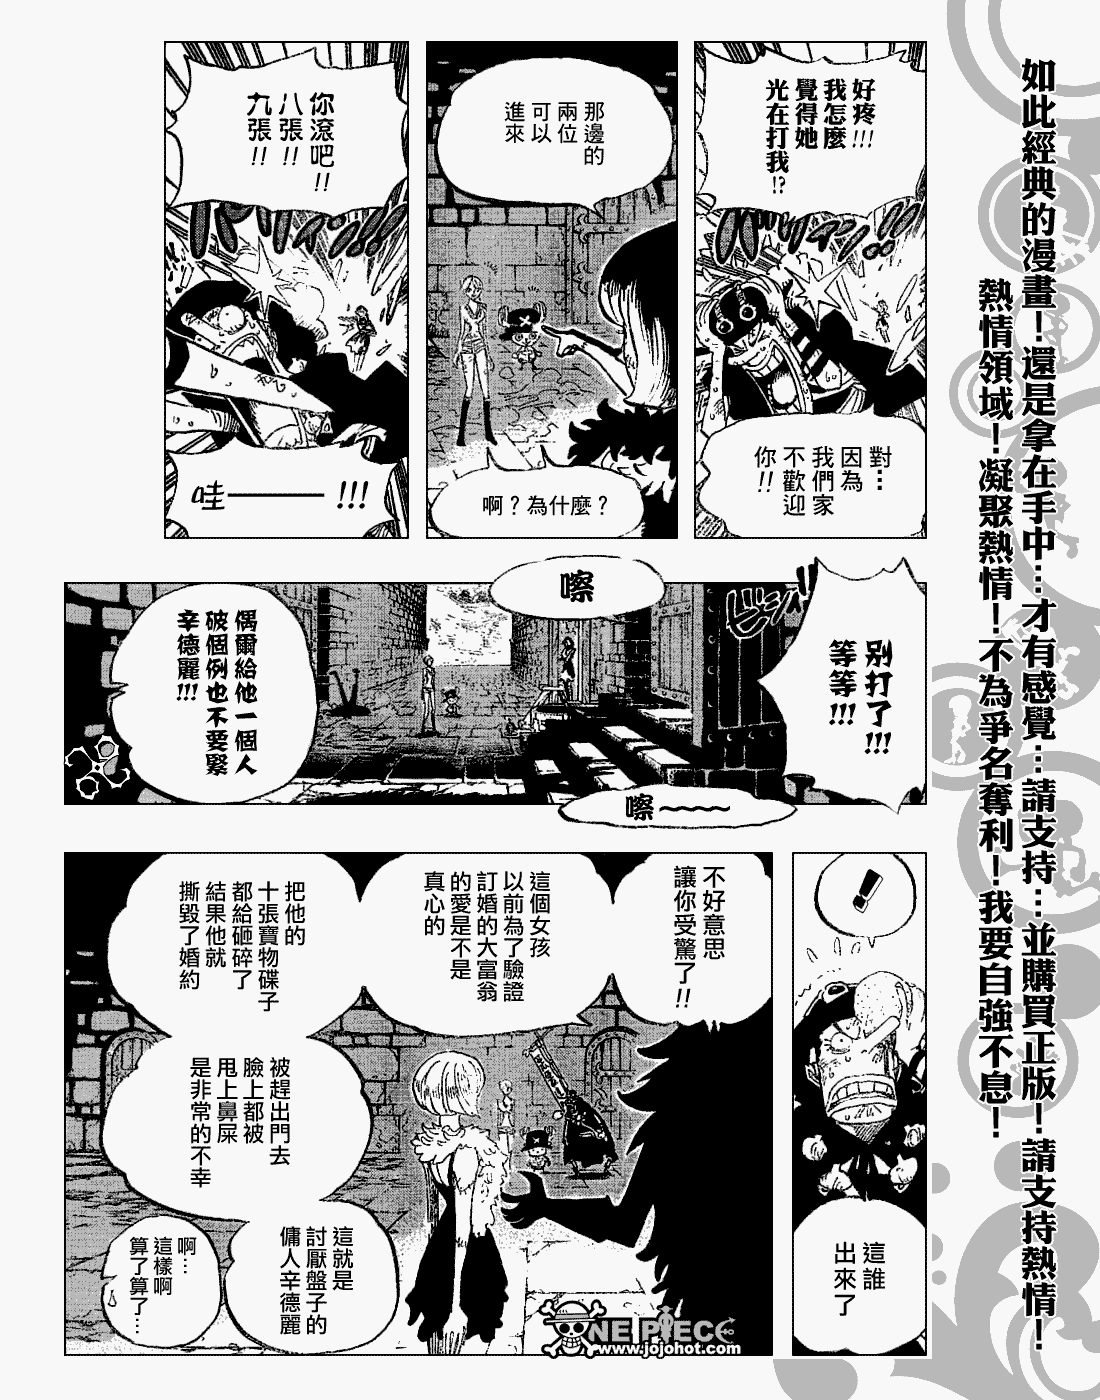 好疼!!!
我怎麼
覺得她
光在打我!?
對…
因為
我們家
不歡迎
你!!
那邊的
兩位
可以
進來
啊？為什麼？
你滾吧!!
八張!!
九張!!
哇———!!!
別打了!!!
等等!!!
嚓
嚓～～～
偶爾給他一個人
破個例也不要緊
辛德麗!!!
！
這誰
出來了
不好意思
讓你受驚了!!
這個女孩
以前為了驗證
訂婚的大富翁
的愛是不是
真心的
把他的
十張寶物碟子
都給砸碎了
結果他就
撕毀了婚約
被趕出門去
臉上都被
甩上鼻屎
是非常的不幸
這就是
討厭盤子的
傭人辛德麗
啊…
這樣啊
算了算了…
ONE PIECE
www.jojohot.com
如此經典的漫畫！還是拿在手中…才有感覺…請支持…並購買正版！請支持熱情！
熱情領域！凝聚熱情！不為爭名奪利！我要自強不息！